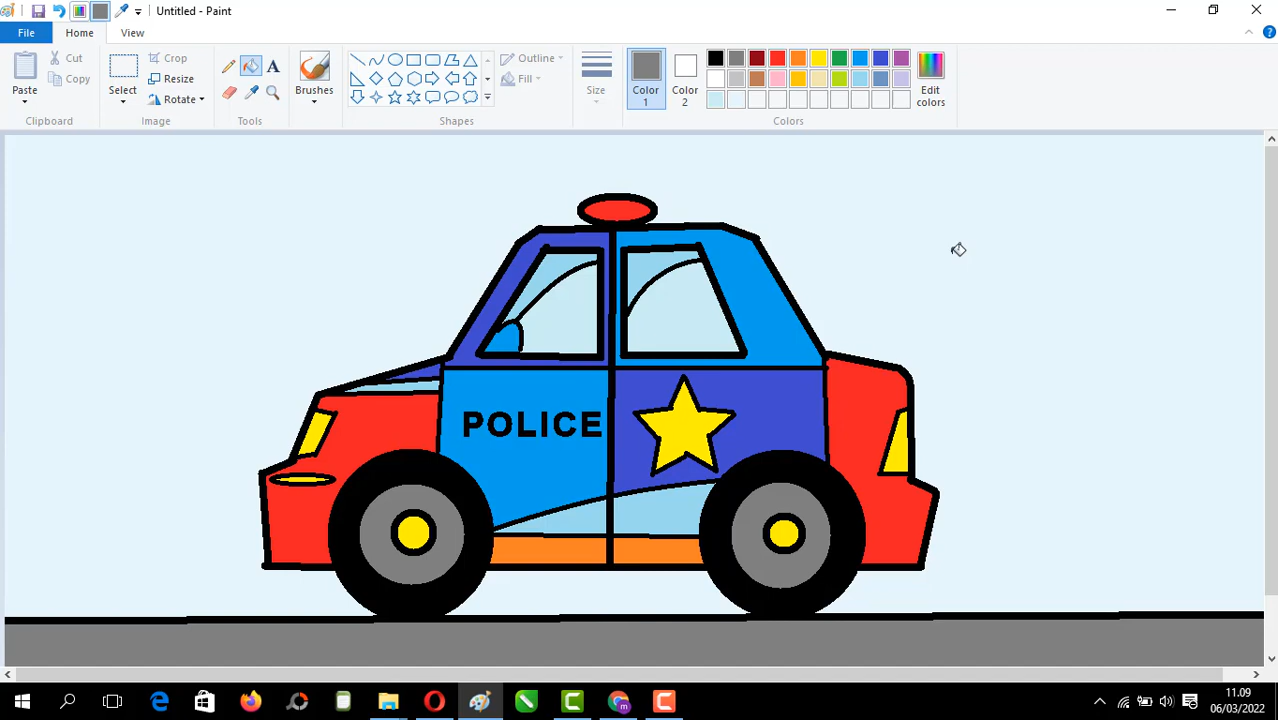 Untitled - Paint
File
Home
View
Paste
Cut
Copy
Clipboard
Select
Crop
Resize
Rotate
Image
A
Tools
Brushes
Shapes
Outline
Fill
Size
Color 1
Color 2
Edit colors
Colors
POLICE
11.09
06/03/2022